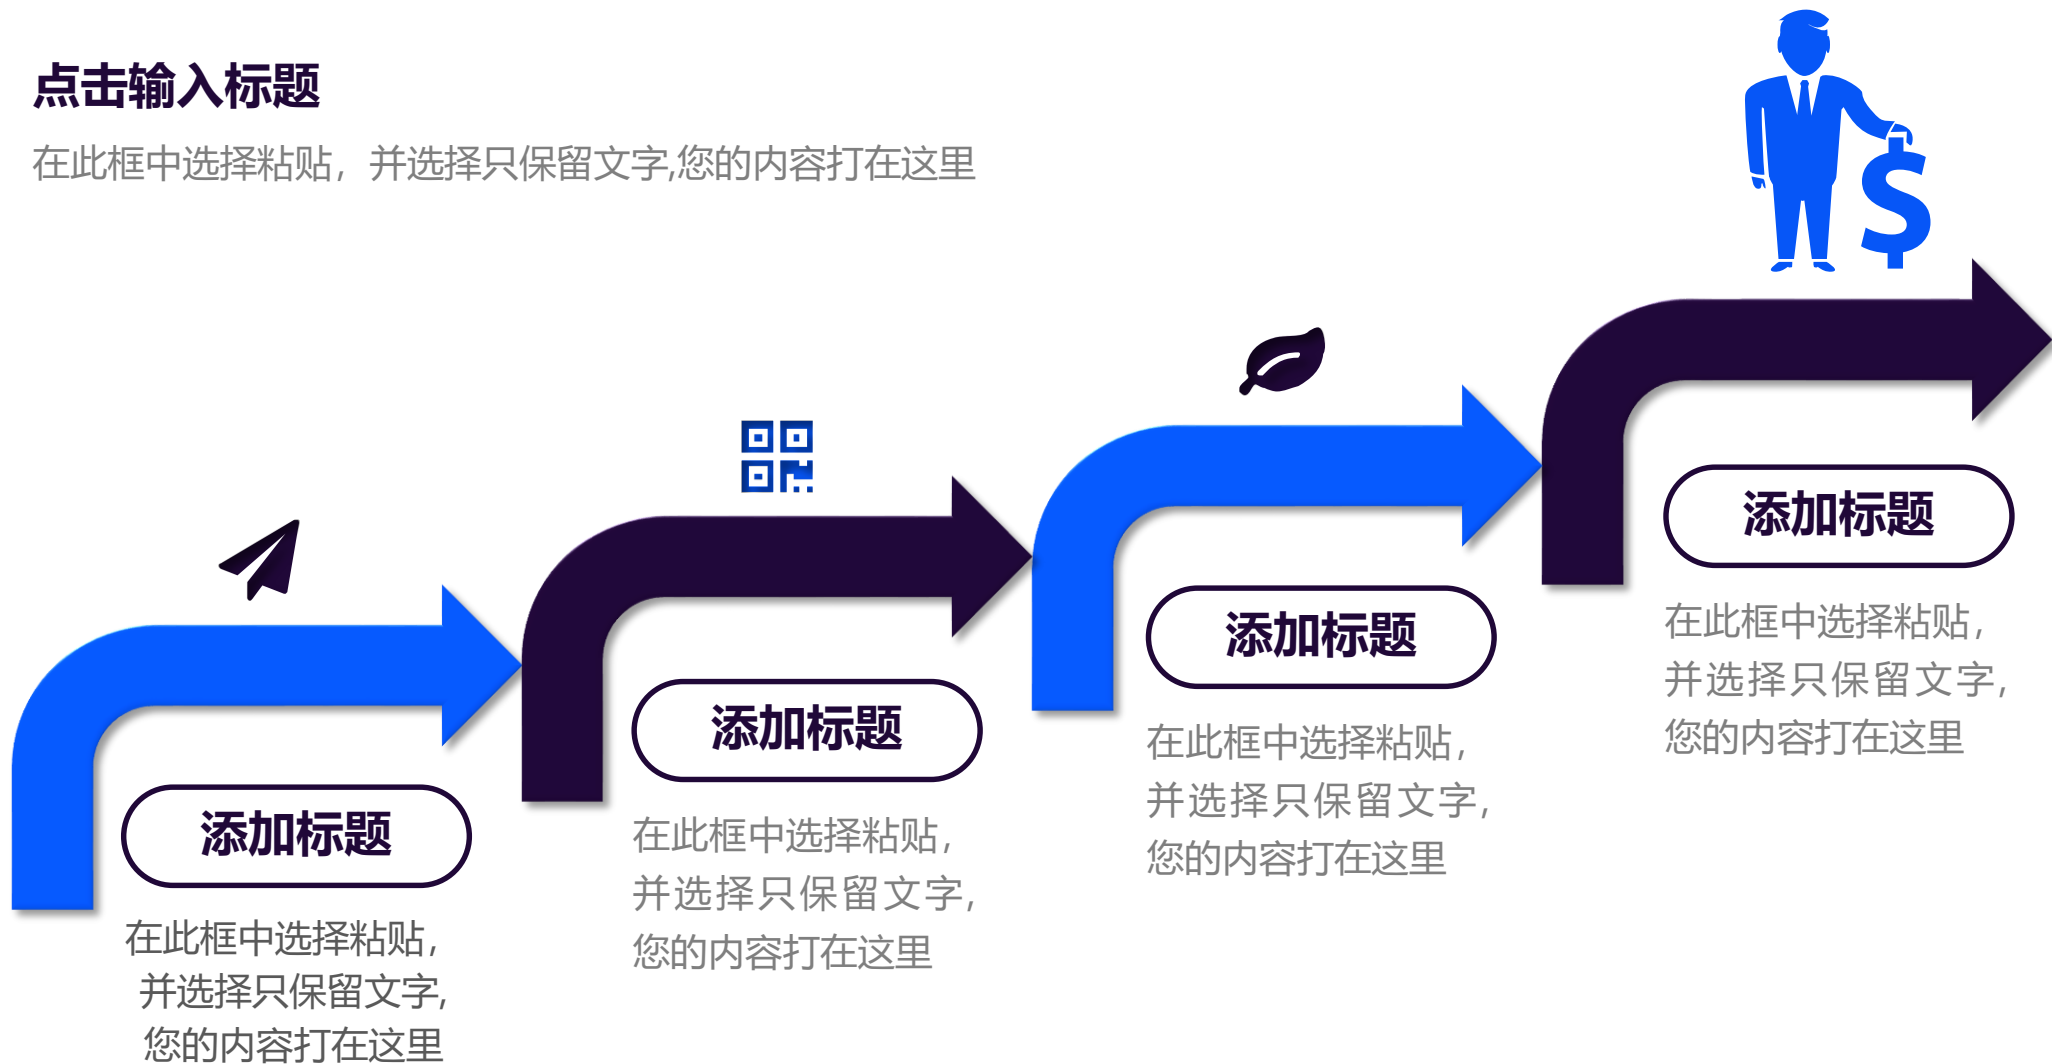 点击输入标题
在此框中选择粘贴，并选择只保留文字,您的内容打在这里
添加标题
在此框中选择粘贴，
并选择只保留文字,
您的内容打在这里
添加标题
在此框中选择粘贴，
并选择只保留文字,
您的内容打在这里
添加标题
在此框中选择粘贴，
并选择只保留文字,
您的内容打在这里
添加标题
在此框中选择粘贴，
并选择只保留文字,
您的内容打在这里